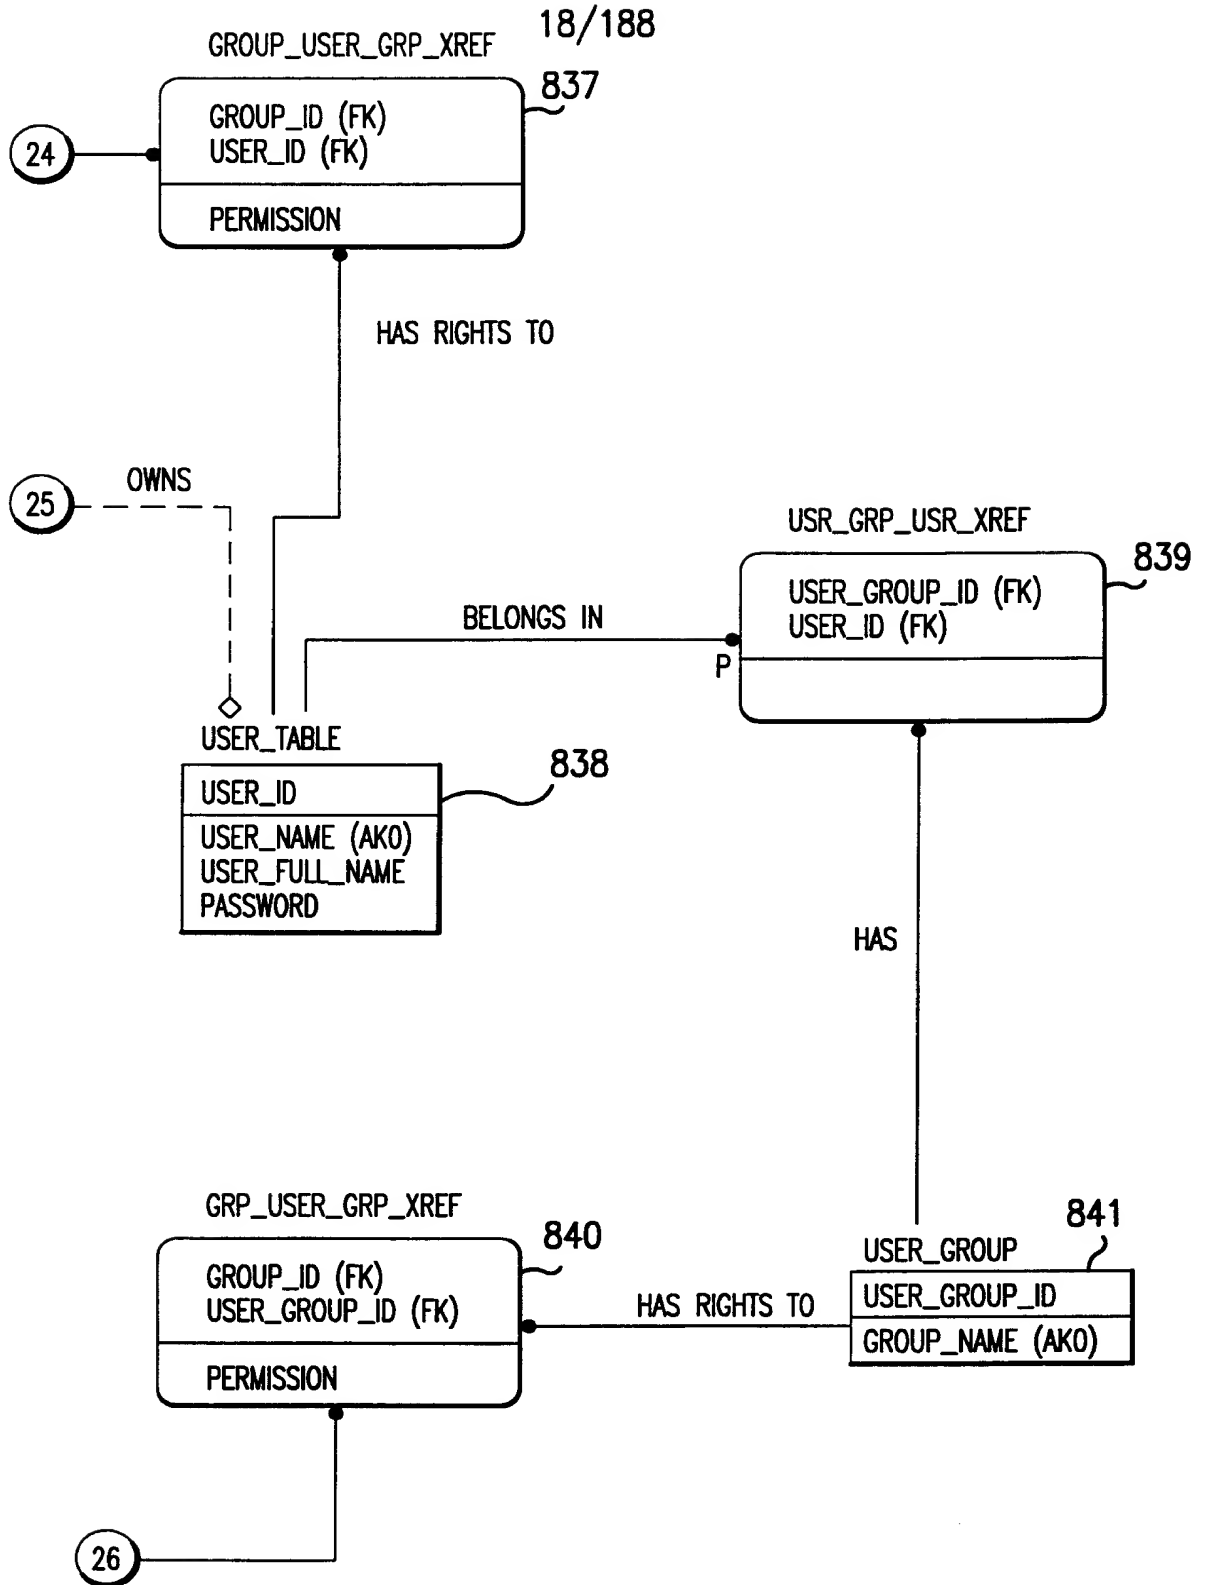 18/188
GROUP_USER_GRP_XREF
837
GROUP_ID (FK)
USER_ID (FK)
24
PERMISSION
HAS RIGHTS TO
OWNS
25
USR_GRP_USR_XREF
839
USER_GROUP_ID (FK)
USER_ID (FK)
BELONGS IN
P
USER_TABLE
838
USER_ID
USER_NAME (AKO)
USER_FULL_NAME
PASSWORD
HAS
GRP_USER_GRP_XREF
840
GROUP_ID (FK)
USER_GROUP_ID (FK)
PERMISSION
HAS RIGHTS TO
841
USER_GROUP
USER_GROUP_ID
GROUP_NAME (AKO)
26